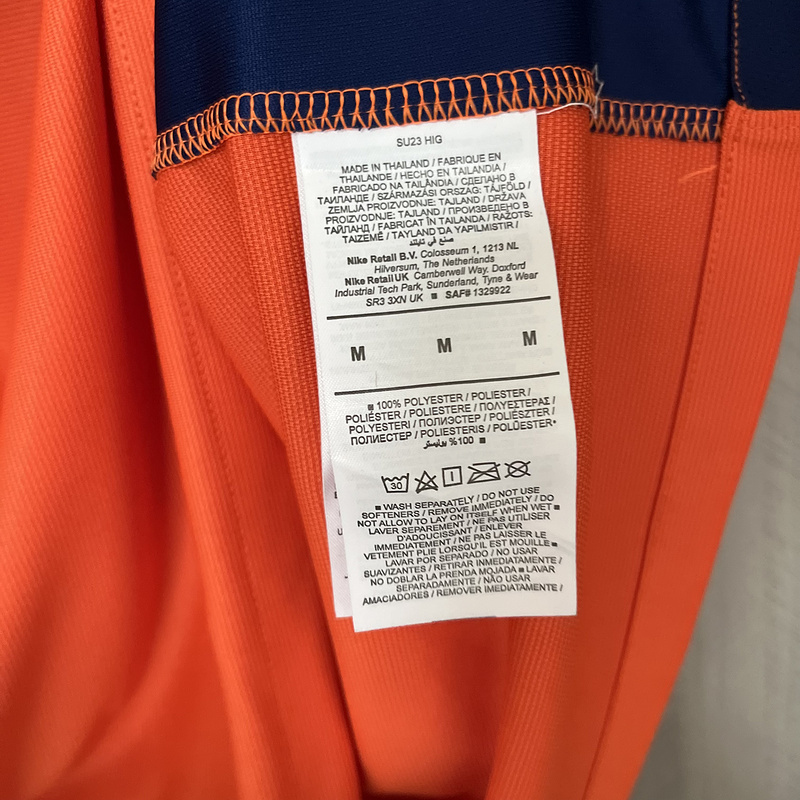 SU23 HIG
MADE IN THAILAND / FABRIQUE EN
THAILANDE / HECHO EN TAILANDIA /
FABRICADO NA TAILÂNDIA / СДЕЛАНО В
ТАИЛАНДЕ / SZÁRMAZÁSI ORSZÁG: TÁJFÖLD /
ZEMLJA PROIZVODNJE: TAJLAND / ДРЖАВА
PROIZVODNJE: TAJLAND / ПРОИЗВЕДЕНО В
ТАЙЛАНД / FABRICAT ÎN TAILANDA / RAŽOTS:
TAIZEMĒ / TAYLAND'DA YAPILMISTIR /
صنع في تايلند
Nike Retail B.V. Colosseum 1, 1213 NL
Hilversum, The Netherlands
Nike Retail UK Camberwell Way. Doxford
Industrial Tech Park, Sunderland, Tyne & Wear
SR3 3XN UK ■ SAF# 1329922
M M M
■ 100% POLYESTER / POLIESTER /
POLIÉSTER / POLIESTERE / ΠΟΛΥΕΣΤΕΡΑΣ /
POLYESTERI / ПОЛИЭСТЕР / POLIÉSZTER /
ПОЛИЕСТЕР / POLIESTERIS / POLÜESTER*
%100 بوليستر ■
30
■ WASH SEPARATELY / DO NOT USE
SOFTENERS / REMOVE IMMEDIATELY / DO
NOT ALLOW TO LAY ON ITSELF WHEN WET ■
LAVER SEPAREMENT / NE PAS UTILISER
D'ADOUCISSANT / ENLEVER
IMMEDIATEMENT / NE PAS LAISSER LE
VETEMENT PLIE LORSQU'IL EST MOUILLE ■
LAVAR POR SEPARADO / NO USAR
SUAVIZANTES / RETIRAR INMEDIATAMENTE /
NO DOBLAR LA PRENDA MOJADA ■ LAVAR
SEPARADAMENTE / NÃO USAR
AMACIADORES / REMOVER IMEDIATAMENTE /